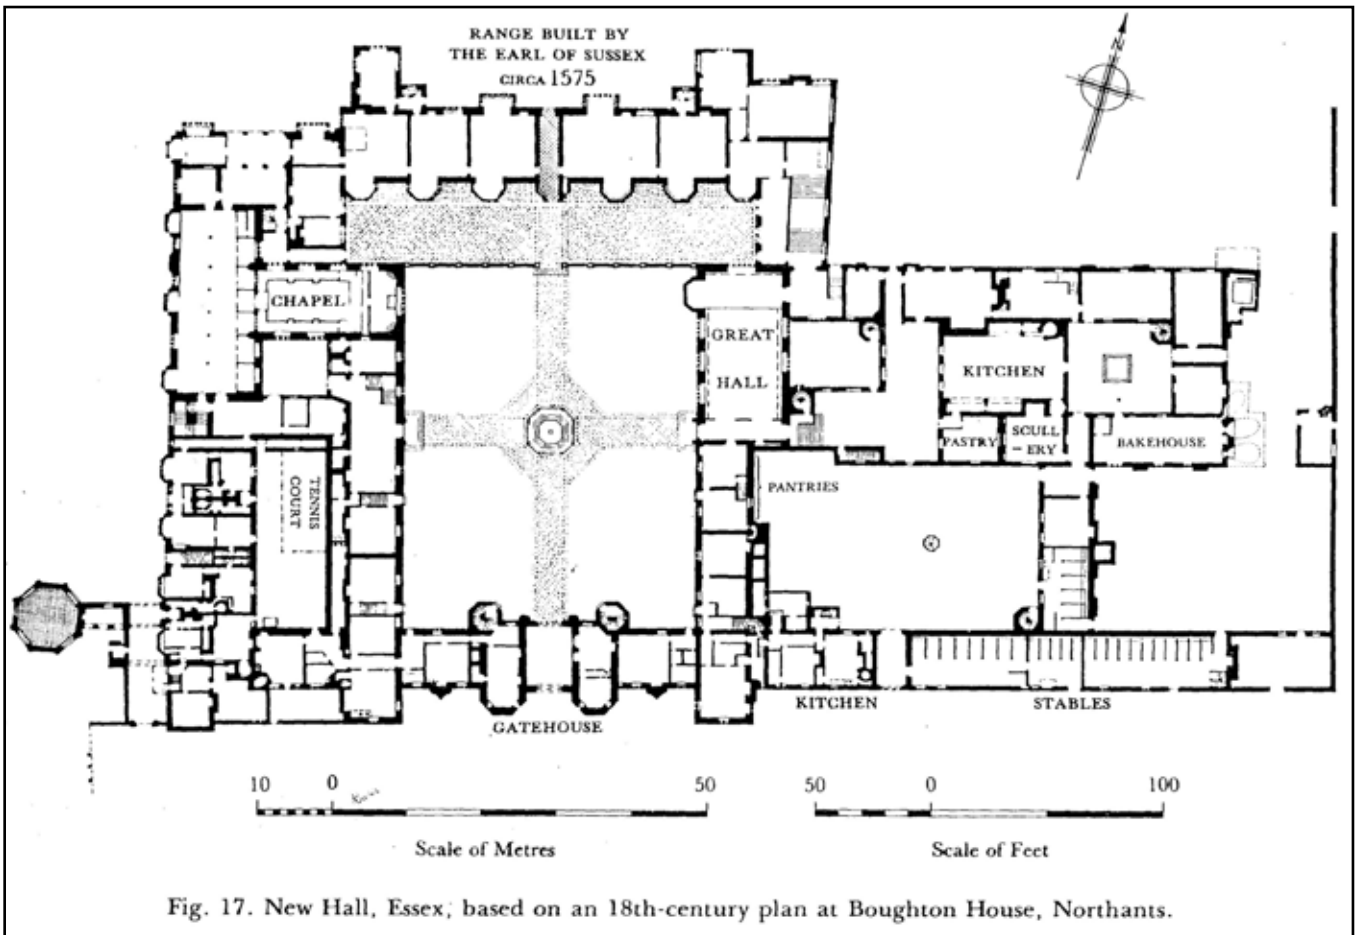 RANGE BUILT BY
THE EARL OF SUSSEX
CIRCA 1575
N
CHAPEL
GREAT
HALL
KITCHEN
PASTRY
SCULL
-ERY
BAKEHOUSE
TENNIS
COURT
PANTRIES
GATEHOUSE
KITCHEN
STABLES
10 0 50
Scale of Metres
50 0 100
Scale of Feet
Fig. 17. New Hall, Essex, based on an 18th-century plan at Boughton House, Northants.